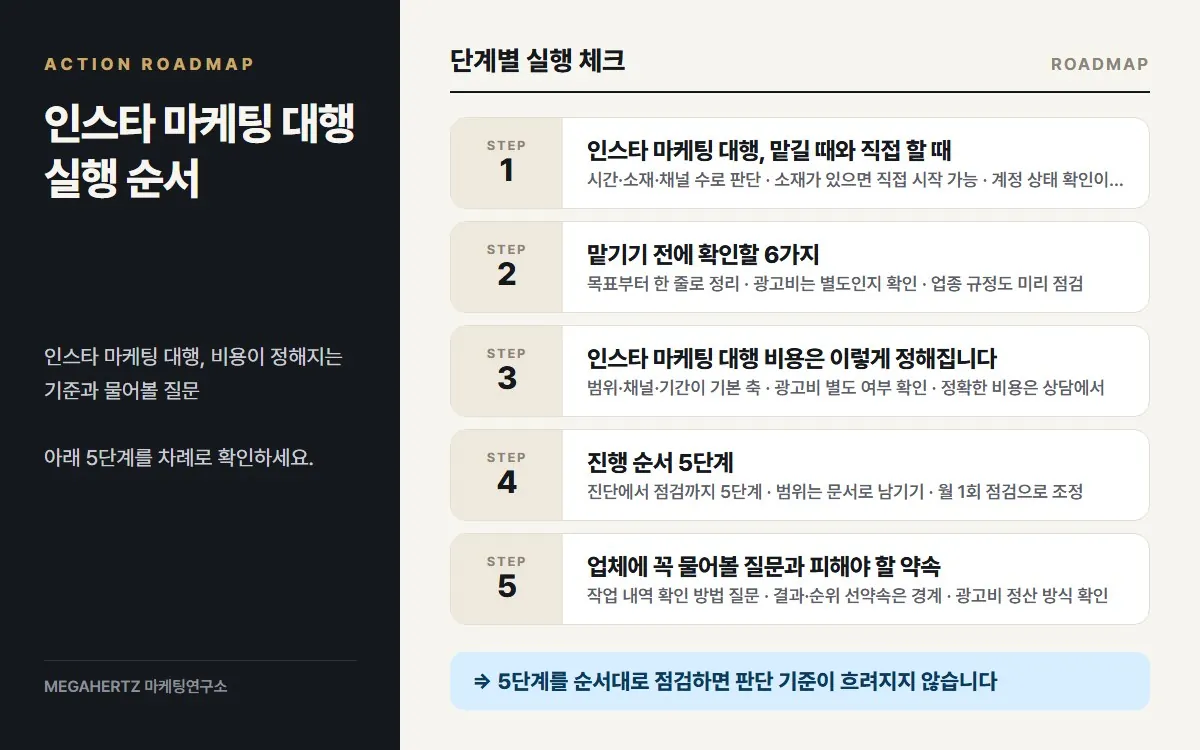 ACTION ROADMAP
인스타 마케팅 대행
실행 순서
인스타 마케팅 대행, 비용이 정해지는
기준과 물어볼 질문
아래 5단계를 차례로 확인하세요.
MEGAHERTZ 마케팅연구소
단계별 실행 체크
ROADMAP
STEP
1
인스타 마케팅 대행, 맡길 때와 직접 할 때
시간·소재·채널 수로 판단 · 소재가 있으면 직접 시작 가능 · 계정 상태 확인이...
STEP
2
맡기기 전에 확인할 6가지
목표부터 한 줄로 정리 · 광고비는 별도인지 확인 · 업종 규정도 미리 점검
STEP
3
인스타 마케팅 대행 비용은 이렇게 정해집니다
범위·채널·기간이 기본 축 · 광고비 별도 여부 확인 · 정확한 비용은 상담에서
STEP
4
진행 순서 5단계
진단에서 점검까지 5단계 · 범위는 문서로 남기기 · 월 1회 점검으로 조정
STEP
5
업체에 꼭 물어볼 질문과 피해야 할 약속
작업 내역 확인 방법 질문 · 결과·순위 선약속은 경계 · 광고비 정산 방식 확인
→ 5단계를 순서대로 점검하면 판단 기준이 흐려지지 않습니다